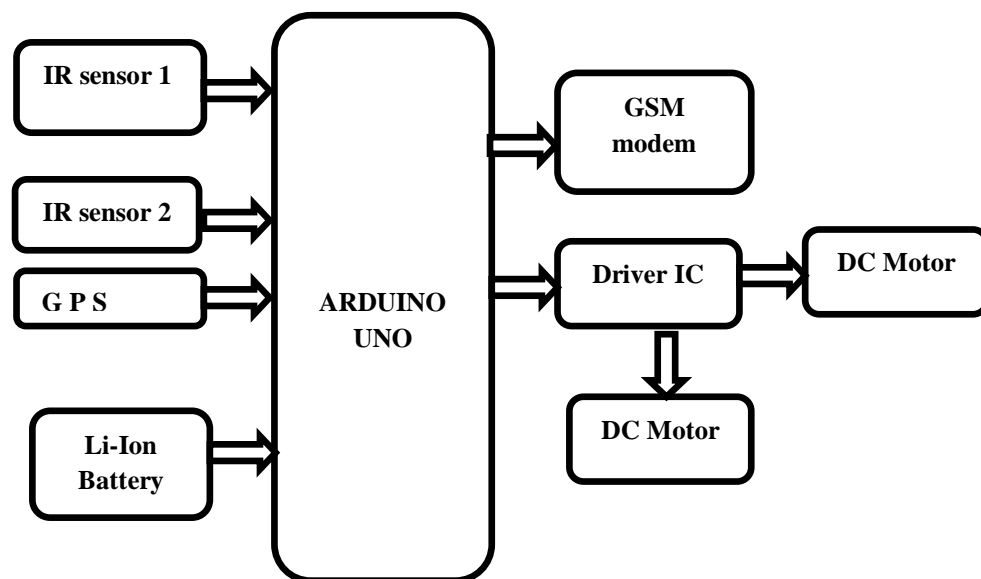 IR sensor 1
IR sensor 2
G P S
Li-Ion
Battery
ARDUINO
UNO
GSM
modem
Driver IC
DC Motor
DC Motor